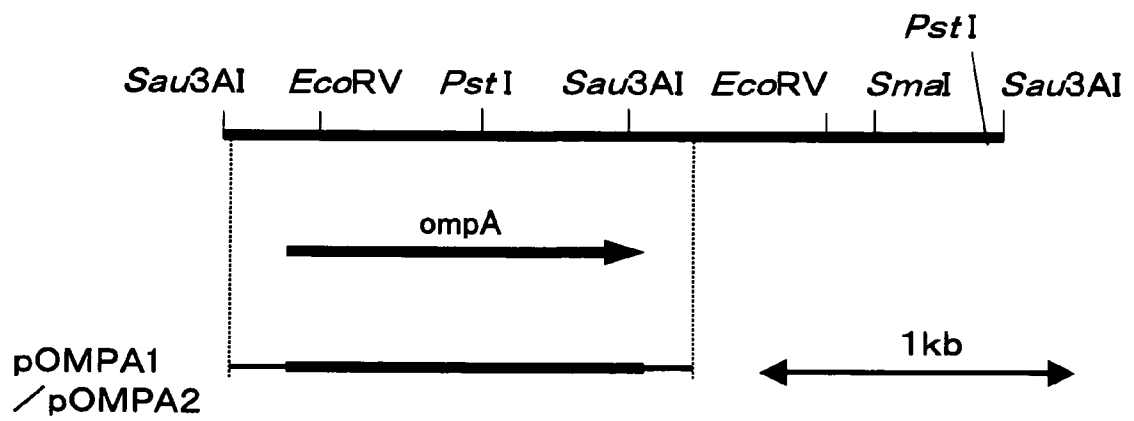 PstI
Sau3AI EcoRV PstI Sau3AI EcoRV SmaI Sau3AI
ompA
pOMPA1
/pOMPA2
1kb